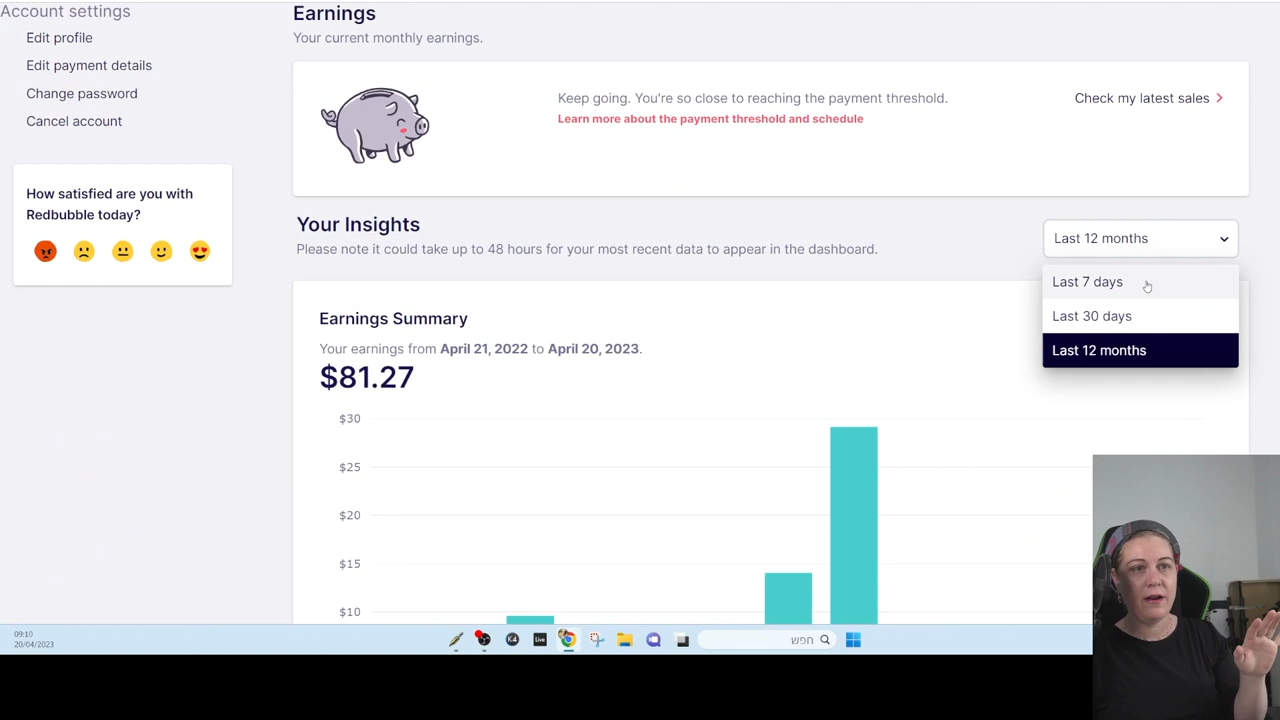 Account settings
Edit profile
Edit payment details
Change password
Cancel account
How satisfied are you with
Redbubble today?
Earnings
Your current monthly earnings.
Keep going. You're so close to reaching the payment threshold.
Learn more about the payment threshold and schedule
Check my latest sales
Your Insights
Please note it could take up to 48 hours for your most recent data to appear in the dashboard.
Last 12 months
Last 7 days
Last 30 days
Last 12 months
Earnings Summary
Your earnings from April 21, 2022 to April 20, 2023.
$81.27
$30
$25
$20
$15
$10
09:10
20/04/2023
K4
Live
חפש